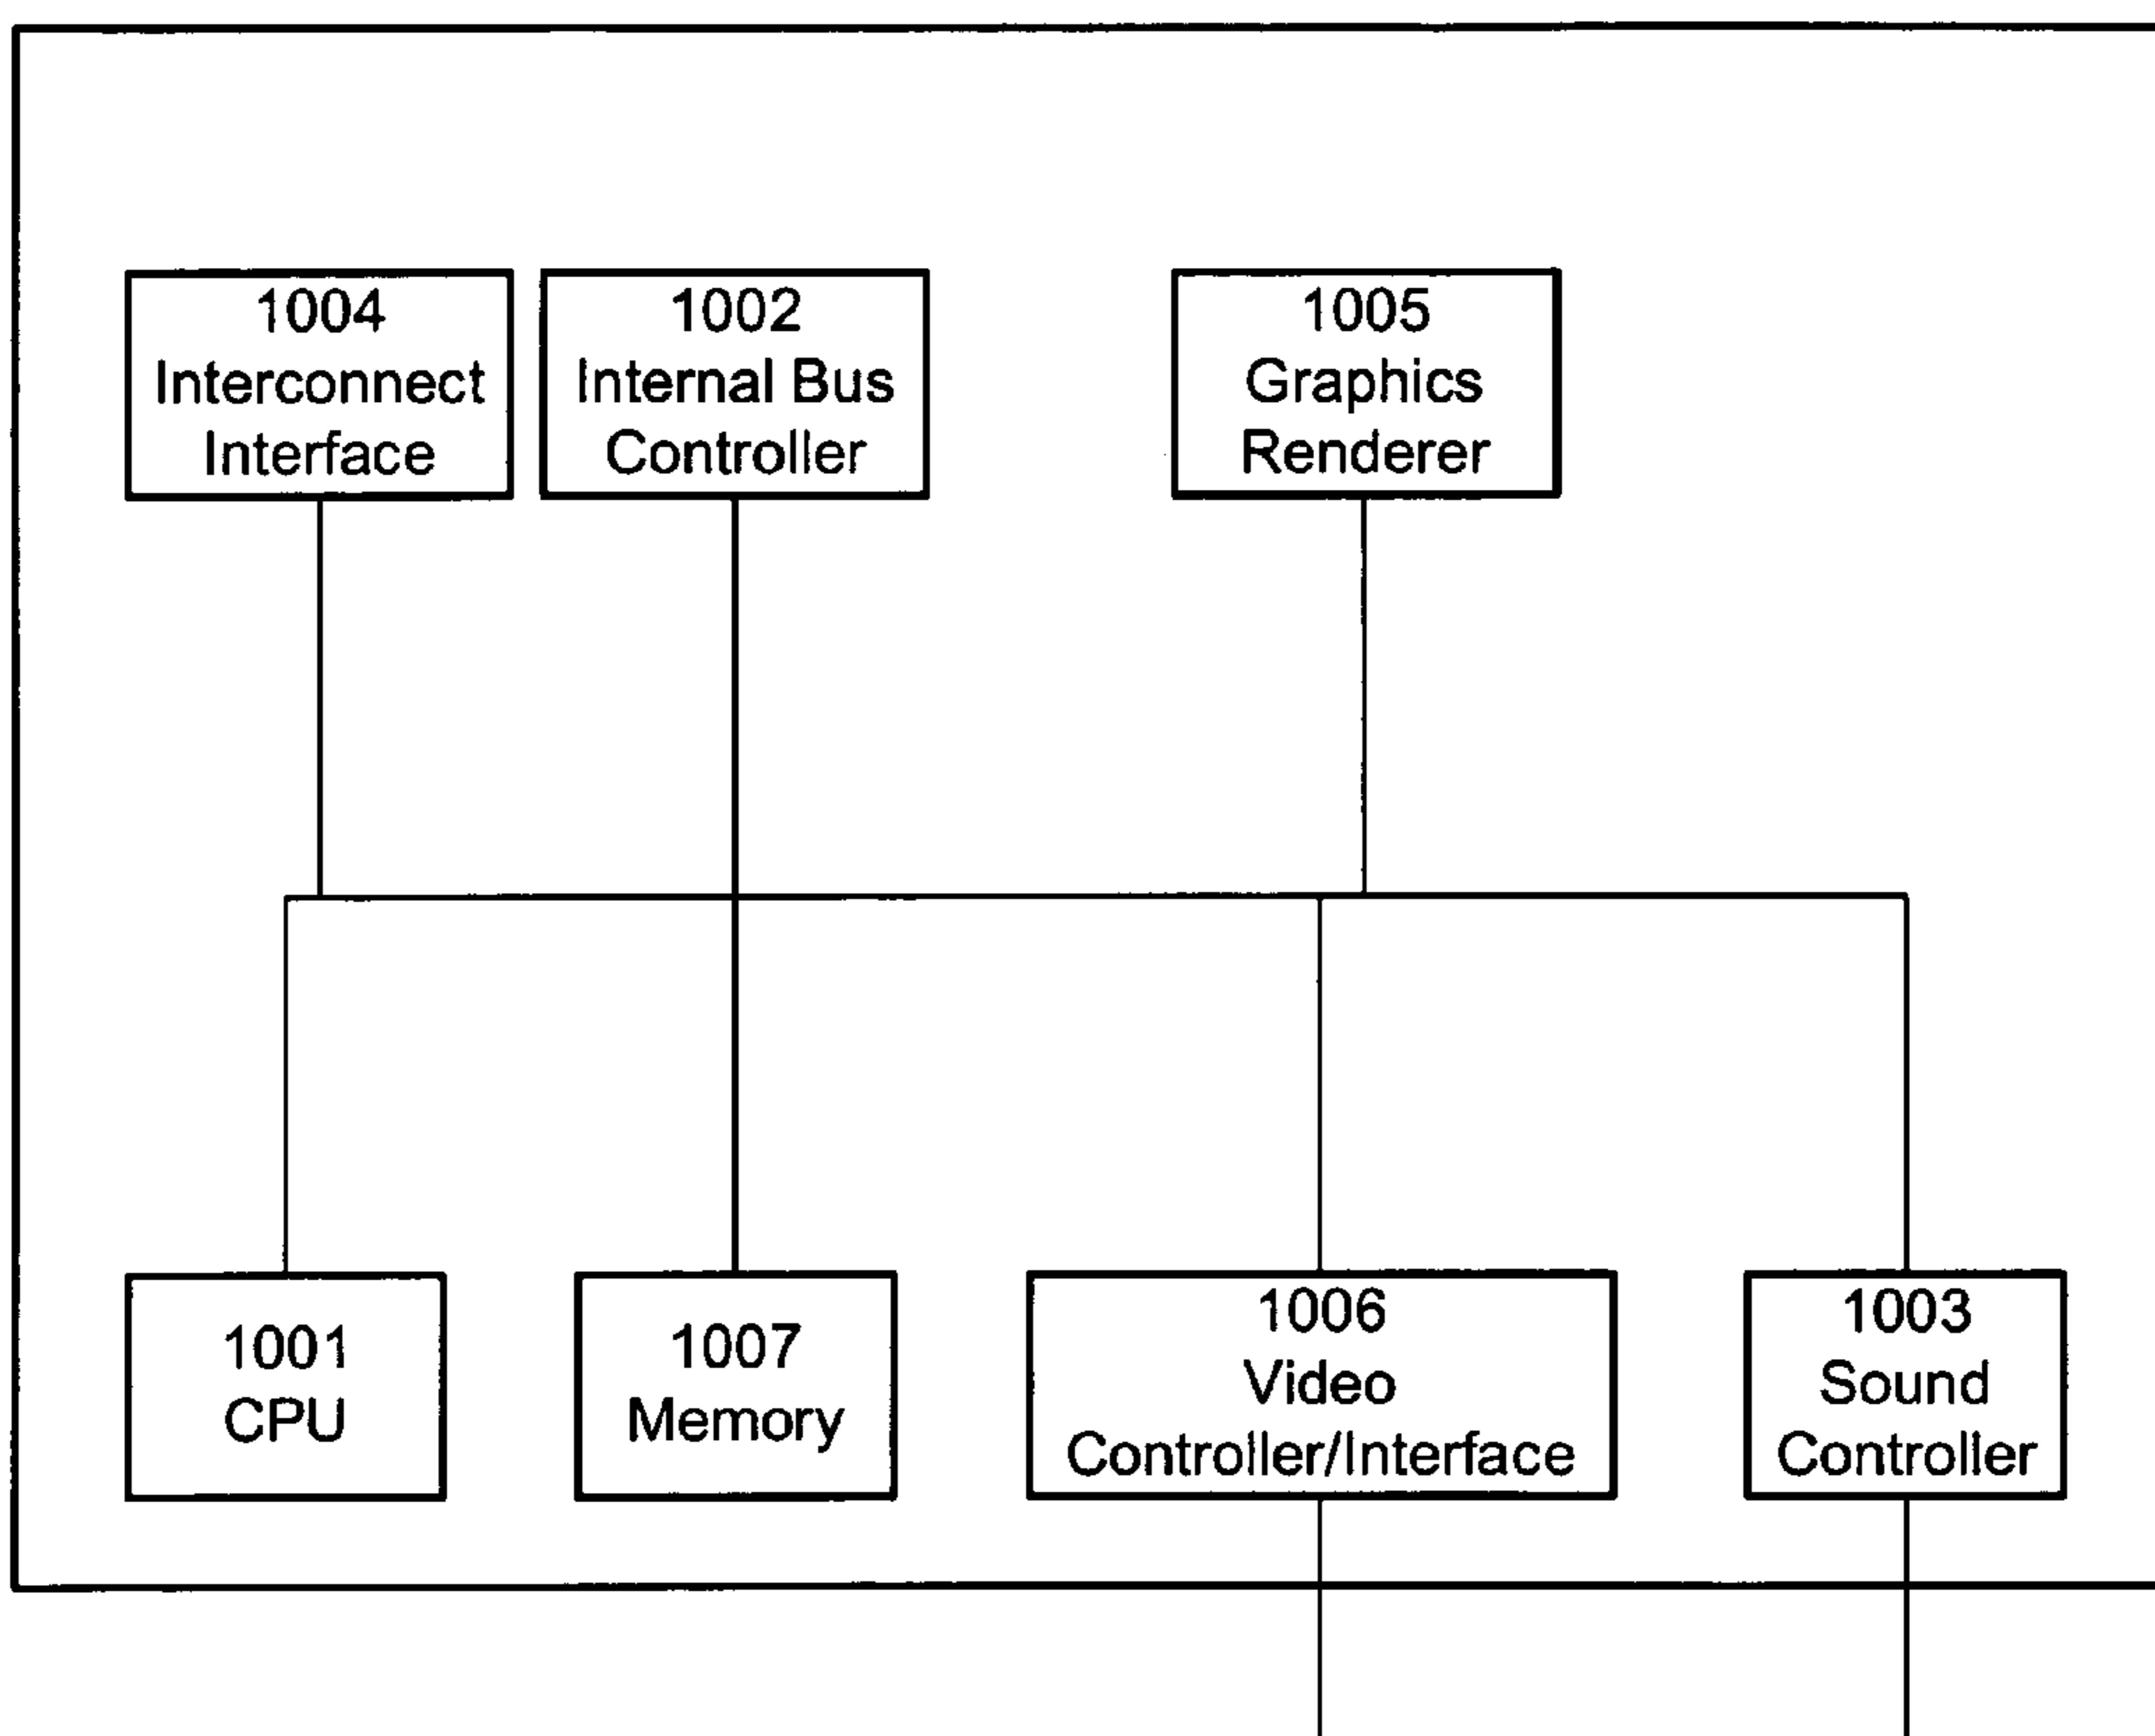 1004
Interconnect
Interface
1002
Internal Bus
Controller
1005
Graphics
Renderer
1001
CPU
1007
Memory
1006
Video
Controller/Interface
1003
Sound
Controller